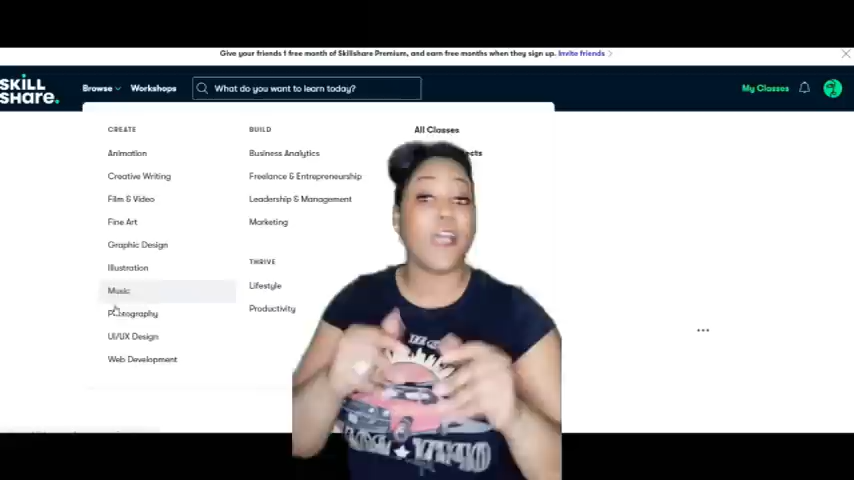 Give your friends 1 free month of Skillshare Premium, and earn free months when they sign up. Invite friends
SKILL
SHARE.
Browse
Workshops
What do you want to learn today?
My Classes
CREATE
Animation
Creative Writing
Film & Video
Fine Art
Graphic Design
Illustration
Music
Photography
UI/UX Design
Web Development
BUILD
Business Analytics
Freelance & Entrepreneurship
Leadership & Management
Marketing
THRIVE
Lifestyle
Productivity
All Classes